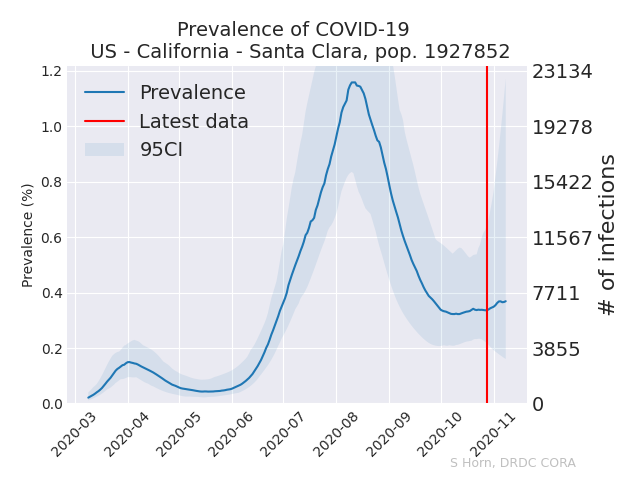 Prevalence of COVID-19
US - California - Santa Clara, pop. 1927852
Prevalence
Latest data
95CI
Prevalence (%)
1.2
1.0
0.8
0.6
0.4
0.2
0.0
23134
19278
15422
11567
7711
3855
0
# of infections
2020-03
2020-04
2020-05
2020-06
2020-07
2020-08
2020-09
2020-10
2020-11
S Horn, DRDC CORA